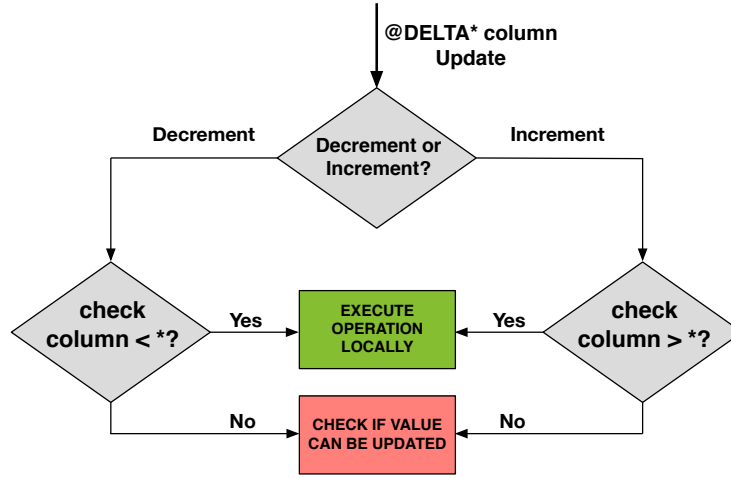 @DELTA* column
Update
Decrement
Increment
Decrement or
Increment?
check
column < *?
Yes
EXECUTE
OPERATION
LOCALLY
Yes
check
column > *?
No
CHECK IF VALUE
CAN BE UPDATED
No